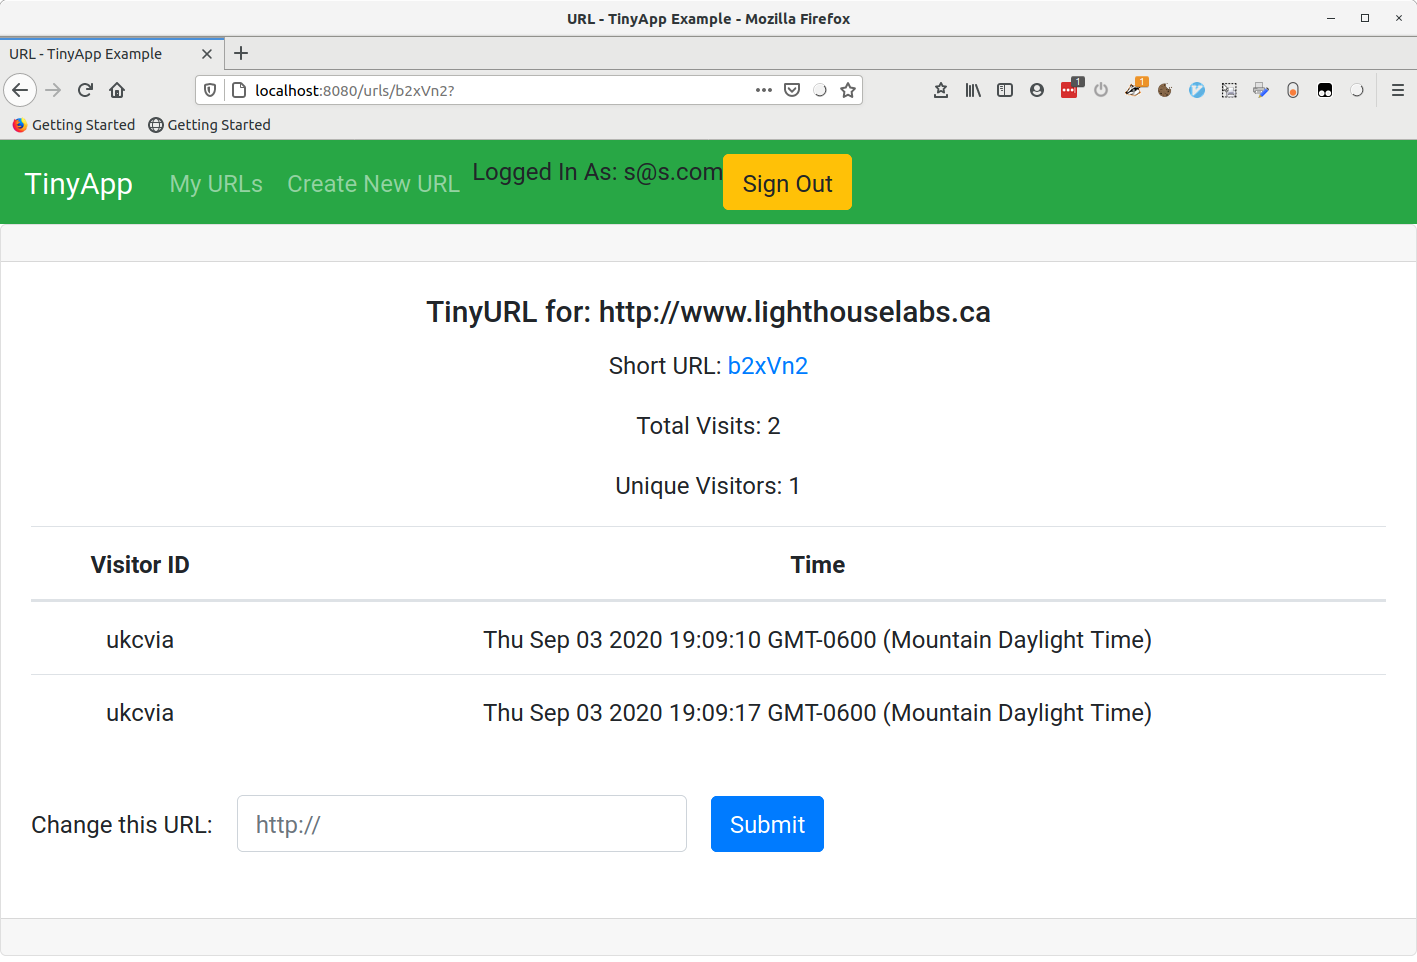 URL - TinyApp Example - Mozilla Firefox
URL - TinyApp Example
localhost:8080/urls/b2xVn2?
1
1
Getting Started
Getting Started
TinyApp
My URLs
Create New URL
Logged In As: s@s.com
Sign Out
TinyURL for: http://www.lighthouselabs.ca
Short URL: b2xVn2
Total Visits: 2
Unique Visitors: 1
Visitor ID Time
ukcvia Thu Sep 03 2020 19:09:10 GMT-0600 (Mountain Daylight Time)
ukcvia Thu Sep 03 2020 19:09:17 GMT-0600 (Mountain Daylight Time)
Change this URL: http:// Submit